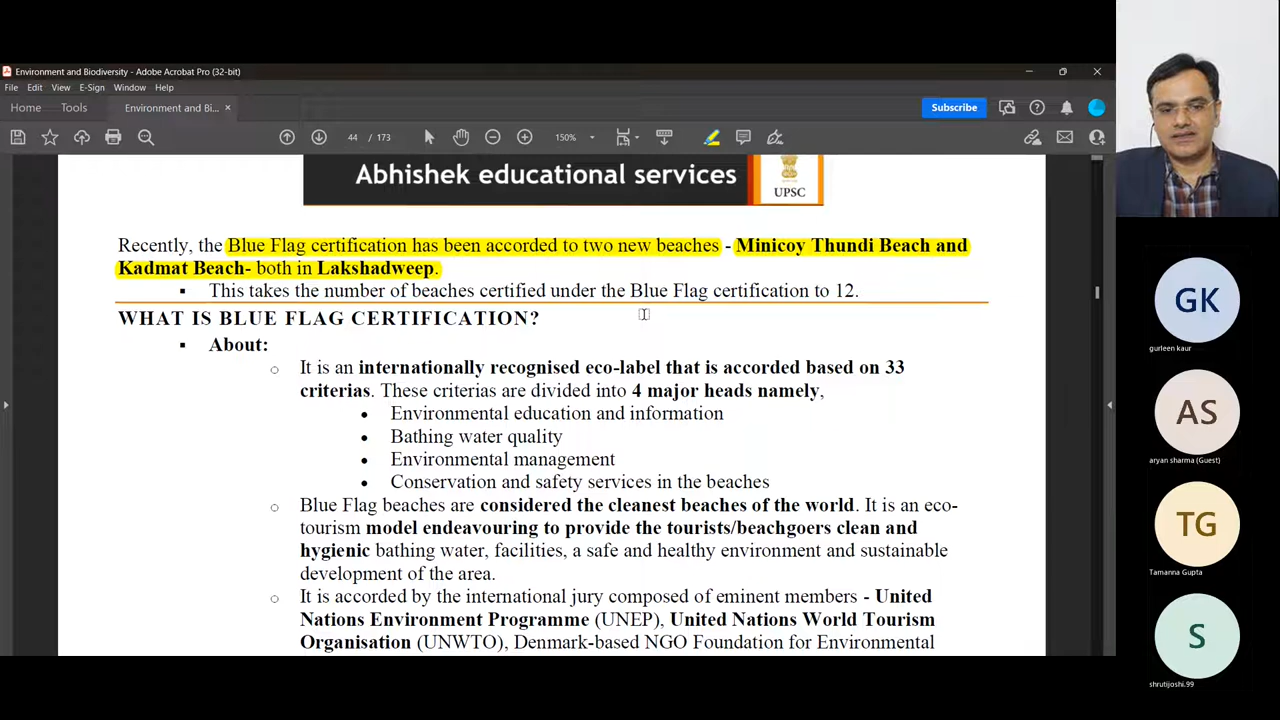 Environment and Biodiversity - Adobe Acrobat Pro (32-bit)
File Edit View E-Sign Window Help
Home Tools Environment and Bi... × Subscribe
44 / 173 150%
Abhishek educational services
UPSC
Recently, the Blue Flag certification has been accorded to two new beaches - Minicoy Thundi Beach and
Kadmat Beach- both in Lakshadweep.
▪ This takes the number of beaches certified under the Blue Flag certification to 12.
WHAT IS BLUE FLAG CERTIFICATION?
▪ About:
o It is an internationally recognised eco-label that is accorded based on 33
criterias. These criterias are divided into 4 major heads namely,
• Environmental education and information
• Bathing water quality
• Environmental management
• Conservation and safety services in the beaches
o Blue Flag beaches are considered the cleanest beaches of the world. It is an eco-
tourism model endeavouring to provide the tourists/beachgoers clean and
hygienic bathing water, facilities, a safe and healthy environment and sustainable
development of the area.
o It is accorded by the international jury composed of eminent members - United
Nations Environment Programme (UNEP), United Nations World Tourism
Organisation (UNWTO), Denmark-based NGO Foundation for Environmental
GK
gurleen kaur
AS
aryan sharma (Guest)
TG
Tamanna Gupta
S
shrutijoshi.99